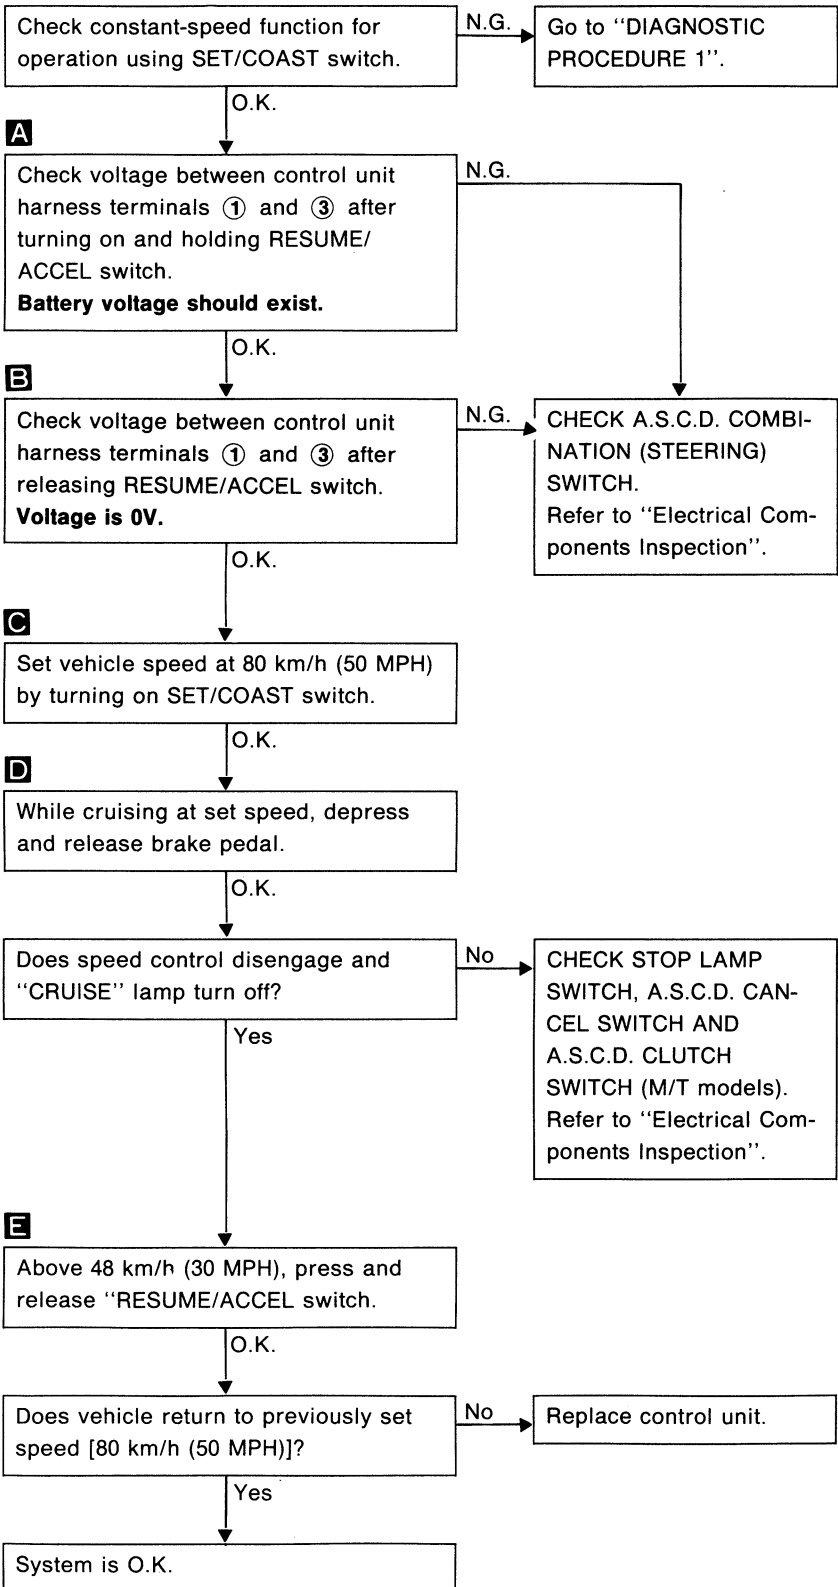 Check constant-speed function for
operation using SET/COAST switch.
N.G.
Go to "DIAGNOSTIC
PROCEDURE 1".
O.K.
A
Check voltage between control unit
harness terminals ① and ③ after
turning on and holding RESUME/
ACCEL switch.
Battery voltage should exist.
N.G.
O.K.
B
Check voltage between control unit
harness terminals ① and ③ after
releasing RESUME/ACCEL switch.
Voltage is 0V.
N.G.
CHECK A.S.C.D. COMBI-
NATION (STEERING)
SWITCH.
Refer to "Electrical Com-
ponents Inspection".
O.K.
C
Set vehicle speed at 80 km/h (50 MPH)
by turning on SET/COAST switch.
O.K.
D
While cruising at set speed, depress
and release brake pedal.
O.K.
Does speed control disengage and
"CRUISE" lamp turn off?
No
CHECK STOP LAMP
SWITCH, A.S.C.D. CAN-
CEL SWITCH AND
A.S.C.D. CLUTCH
SWITCH (M/T models).
Refer to "Electrical Com-
ponents Inspection".
Yes
E
Above 48 km/h (30 MPH), press and
release "RESUME/ACCEL switch.
O.K.
Does vehicle return to previously set
speed [80 km/h (50 MPH)]?
No
Replace control unit.
Yes
System is O.K.